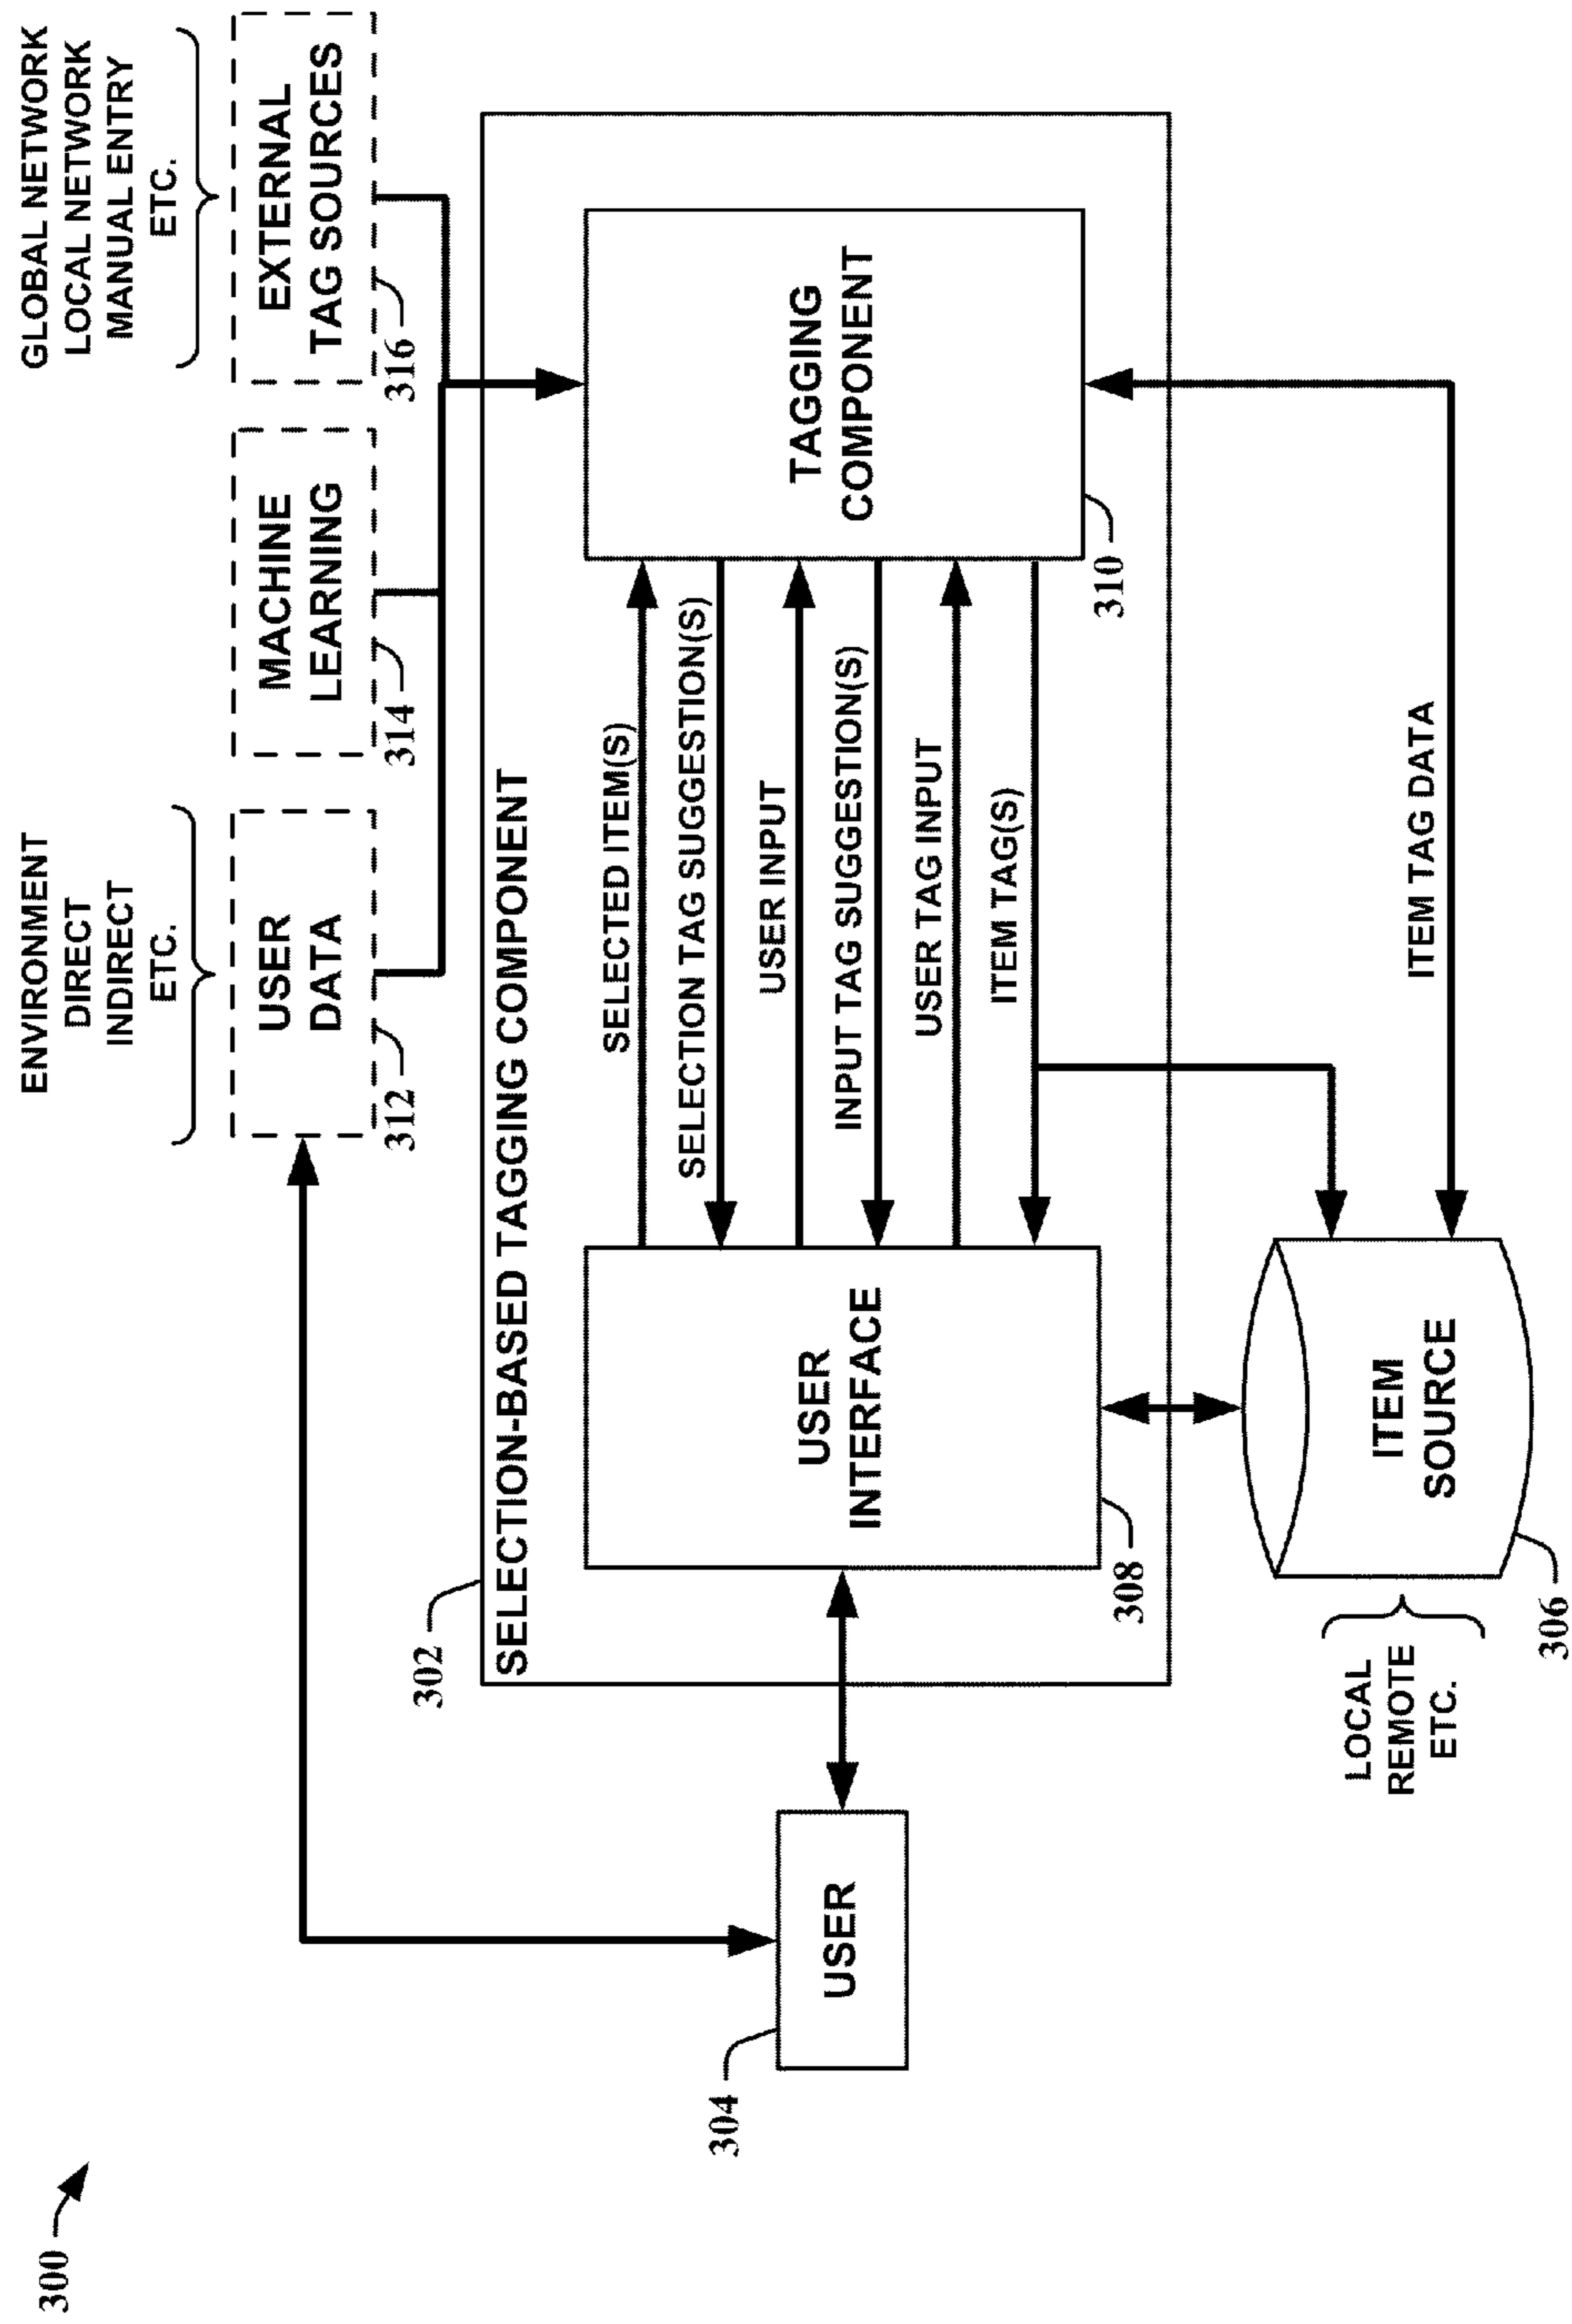 300
ENVIRONMENT
DIRECT
INDIRECT
ETC.
GLOBAL NETWORK
LOCAL NETWORK
MANUAL ENTRY
ETC.
USER
DATA
312
MACHINE
LEARNING
314
EXTERNAL
TAG SOURCES
316
302
SELECTION-BASED TAGGING COMPONENT
304
USER
USER
INTERFACE
308
SELECTED ITEM(S)
SELECTION TAG SUGGESTION(S)
USER INPUT
INPUT TAG SUGGESTION(S)
USER TAG INPUT
ITEM TAG(S)
TAGGING
COMPONENT
310
LOCAL
REMOTE
ETC.
ITEM
SOURCE
306
ITEM TAG DATA